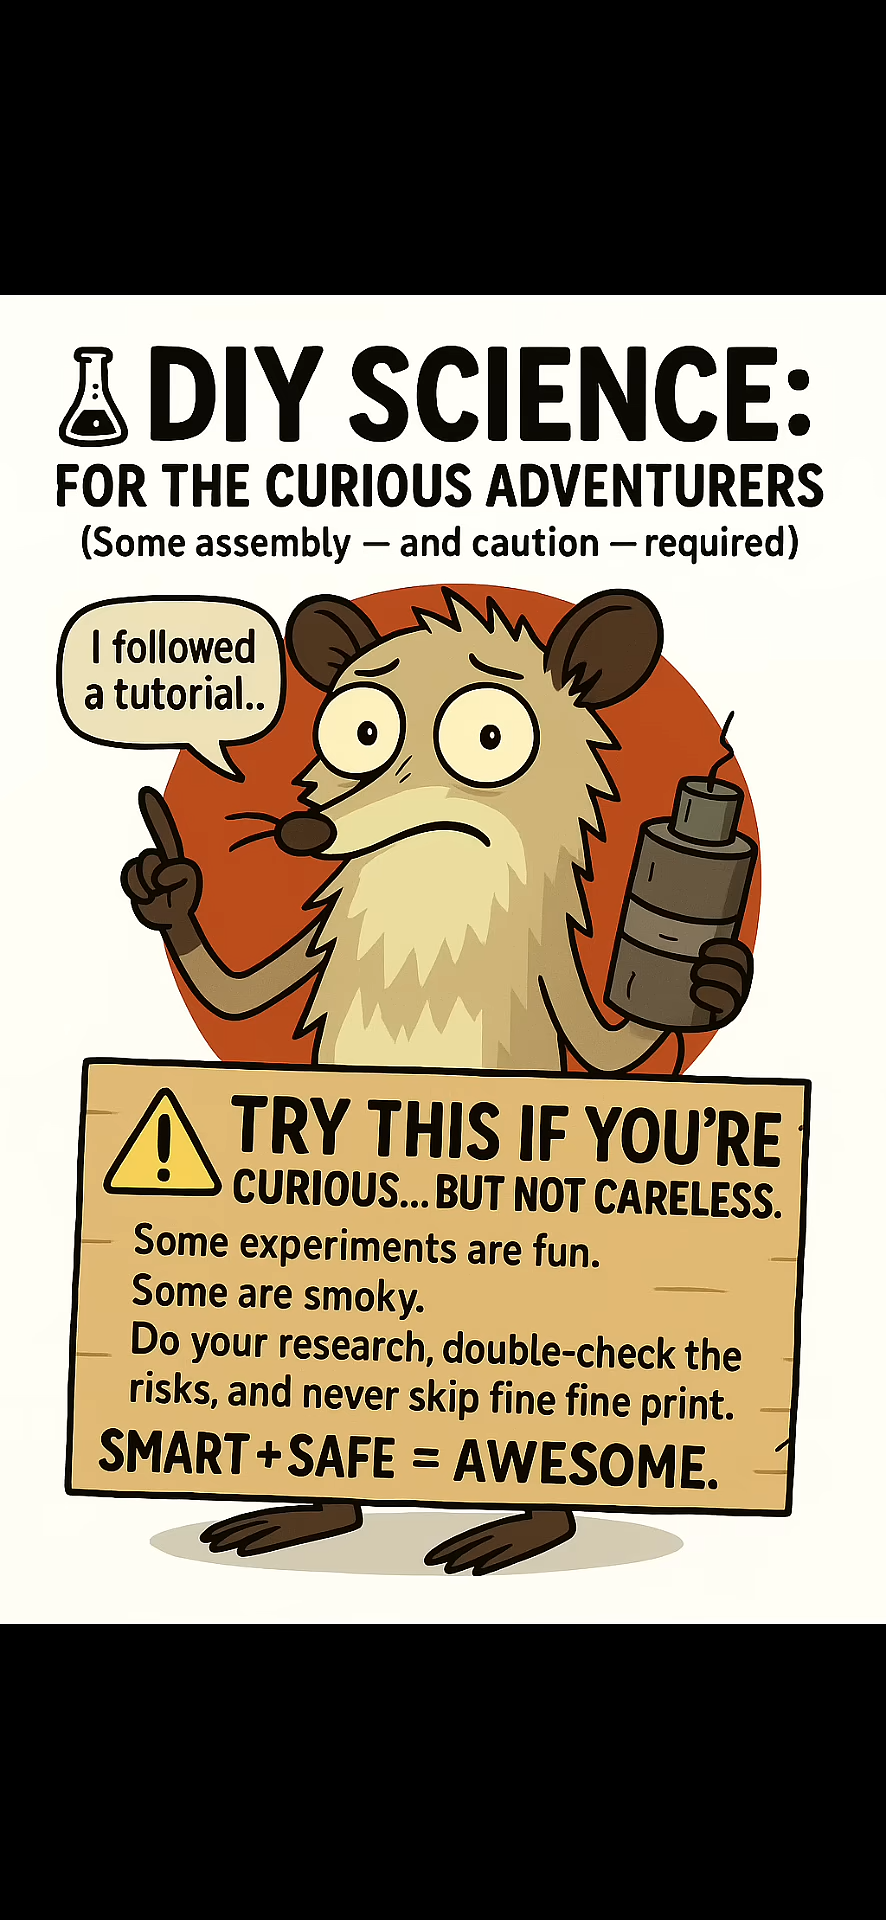 DIY SCIENCE:
FOR THE CURIOUS ADVENTURERS
(Some assembly — and caution — required)
I followed
a tutorial..
TRY THIS IF YOU'RE
CURIOUS... BUT NOT CARELESS.
Some experiments are fun.
Some are smoky.
Do your research, double-check the
risks, and never skip fine fine print.
SMART + SAFE = AWESOME.